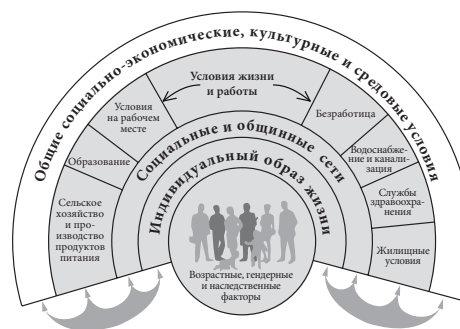 Общие социально-экономические, культурные и средовые условия
Условия жизни
и работы
Условия
на рабочем
месте
Безработица
Образование
Водоснабже-
ние и канали-
зация
Социальные и общинные сети
Службы
здравоохра-
нения
Индивидуальный образ жизни
Сельское
хозяйство
и про-
изводство
продуктов
питания
Жилищные
условия
Возрастные, гендерные
и наследственные
факторы